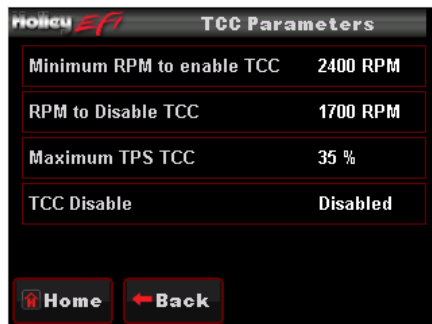 Holley EFI TCC Parameters
Minimum RPM to enable TCC 2400 RPM
RPM to Disable TCC 1700 RPM
Maximum TPS TCC 35 %
TCC Disable Disabled
Home Back